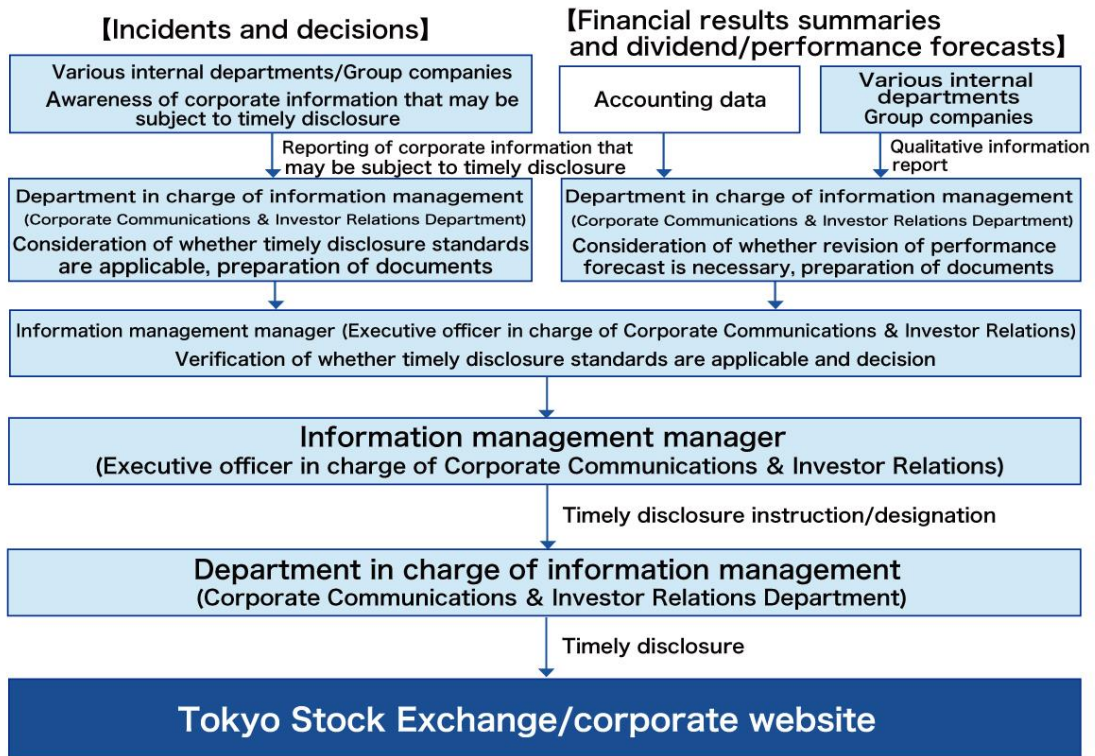 【Incidents and decisions】
【Financial results summaries
and dividend/performance forecasts】
Various internal departments/Group companies
Awareness of corporate information that may be
subject to timely disclosure
Accounting data
Various internal
departments
Group companies
Reporting of corporate information that
may be subject to timely disclosure
Qualitative information
report
Department in charge of information management
(Corporate Communications & Investor Relations Department)
Consideration of whether timely disclosure standards
are applicable, preparation of documents
Department in charge of information management
(Corporate Communications & Investor Relations Department)
Consideration of whether revision of performance
forecast is necessary, preparation of documents
Information management manager (Executive officer in charge of Corporate Communications & Investor Relations)
Verification of whether timely disclosure standards are applicable and decision
Information management manager
(Executive officer in charge of Corporate Communications & Investor Relations)
Timely disclosure instruction/designation
Department in charge of information management
(Corporate Communications & Investor Relations Department)
Timely disclosure
Tokyo Stock Exchange/corporate website